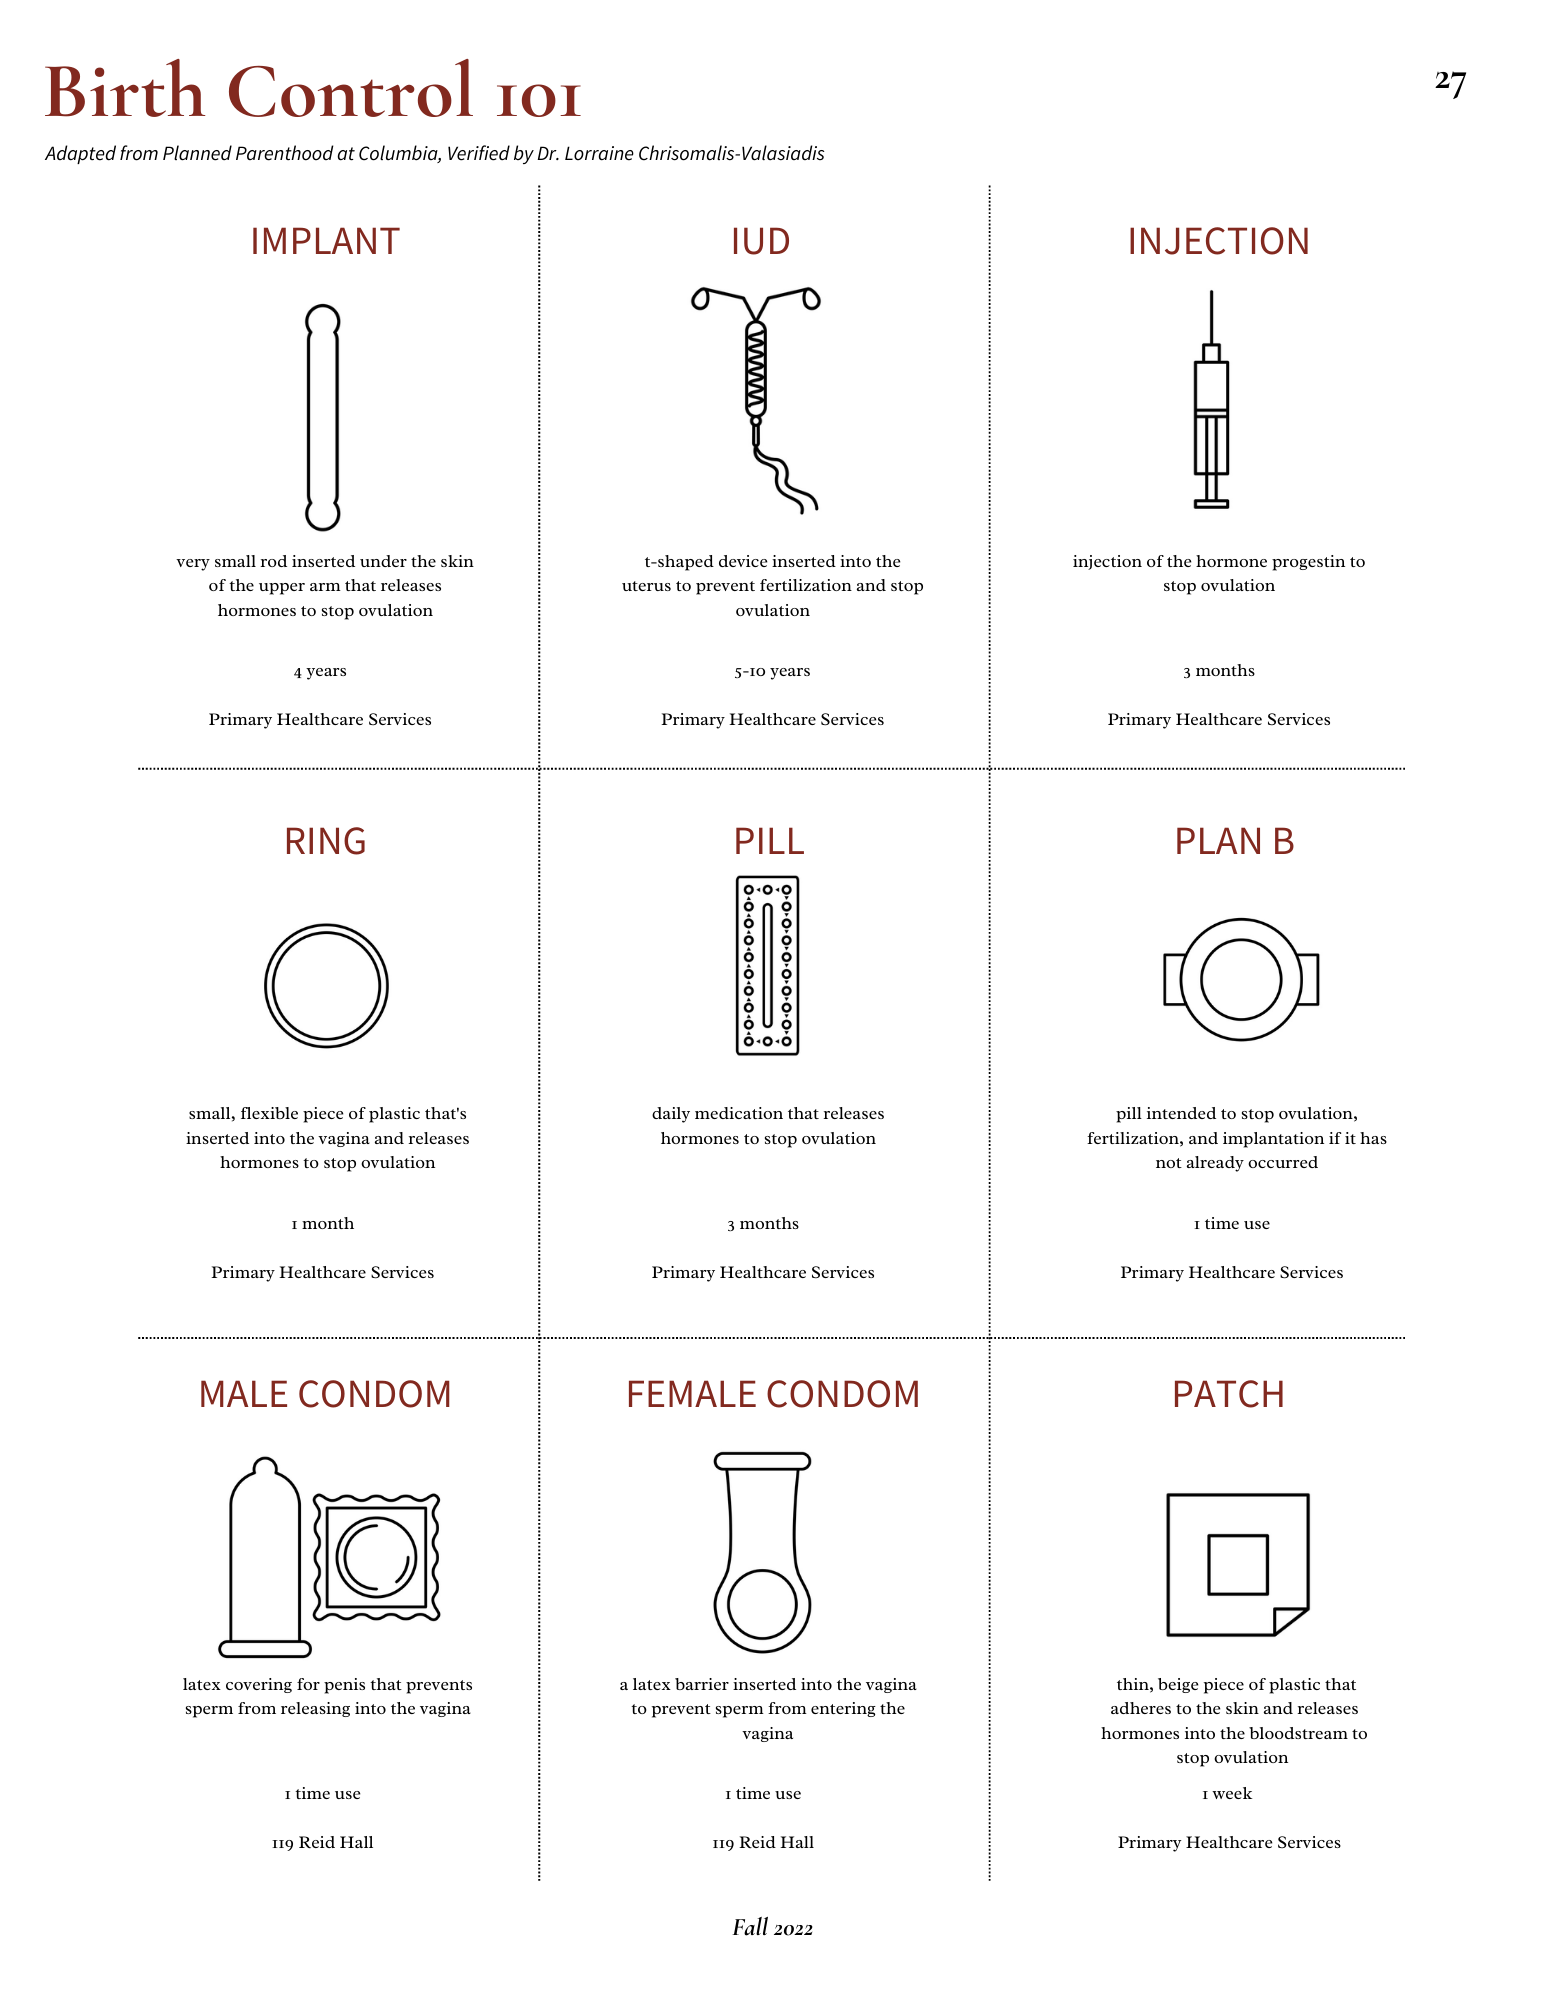 Birth Control 101
27
Adapted from Planned Parenthood at Columbia, Verified by Dr. Lorraine Chrisomalis-Valasiadis
IMPLANT
very small rod inserted under the skin
of the upper arm that releases
hormones to stop ovulation
4 years
Primary Healthcare Services
IUD
t-shaped device inserted into the
uterus to prevent fertilization and stop
ovulation
5-10 years
Primary Healthcare Services
INJECTION
injection of the hormone progestin to
stop ovulation
3 months
Primary Healthcare Services
RING
small, flexible piece of plastic that's
inserted into the vagina and releases
hormones to stop ovulation
1 month
Primary Healthcare Services
PILL
daily medication that releases
hormones to stop ovulation
3 months
Primary Healthcare Services
PLAN B
pill intended to stop ovulation,
fertilization, and implantation if it has
not already occurred
1 time use
Primary Healthcare Services
MALE CONDOM
latex covering for penis that prevents
sperm from releasing into the vagina
1 time use
119 Reid Hall
FEMALE CONDOM
a latex barrier inserted into the vagina
to prevent sperm from entering the
vagina
1 time use
119 Reid Hall
PATCH
thin, beige piece of plastic that
adheres to the skin and releases
hormones into the bloodstream to
stop ovulation
1 week
Primary Healthcare Services
Fall 2022